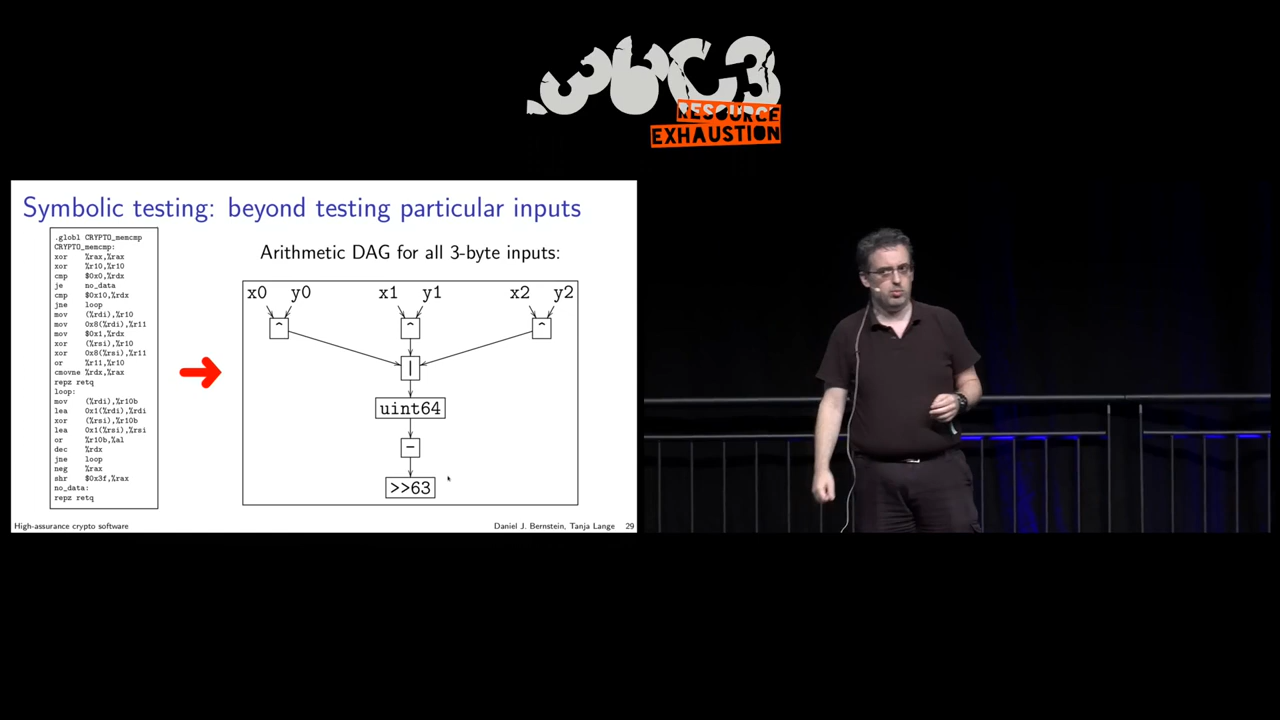 36C3
RESOURCE
EXHAUSTION
Symbolic testing: beyond testing particular inputs
.globl CRYPTO_memcmp
CRYPTO_memcmp:
xor %rax,%rax
xor %r10,%r10
cmp $0x0,%rdx
je no_data
cmp $0x10,%rdx
jne loop
mov (%rdi),%r10
mov 0x8(%rdi),%r11
mov $0x1,%rdx
xor (%rsi),%r10
xor 0x8(%rsi),%r11
or %r11,%r10
cmovne %rdx,%rax
repz retq
loop:
mov (%rdi),%r10b
lea 0x1(%rdi),%rdi
xor (%rsi),%r10b
lea 0x1(%rsi),%rsi
or %r10b,%al
dec %rdx
jne loop
neg %rax
shr $0x3f,%rax
no_data:
repz retq
Arithmetic DAG for all 3-byte inputs:
x0 y0 x1 y1 x2 y2
^ ^ ^
|
uint64
-
>>63
High-assurance crypto software Daniel J. Bernstein, Tanja Lange 29